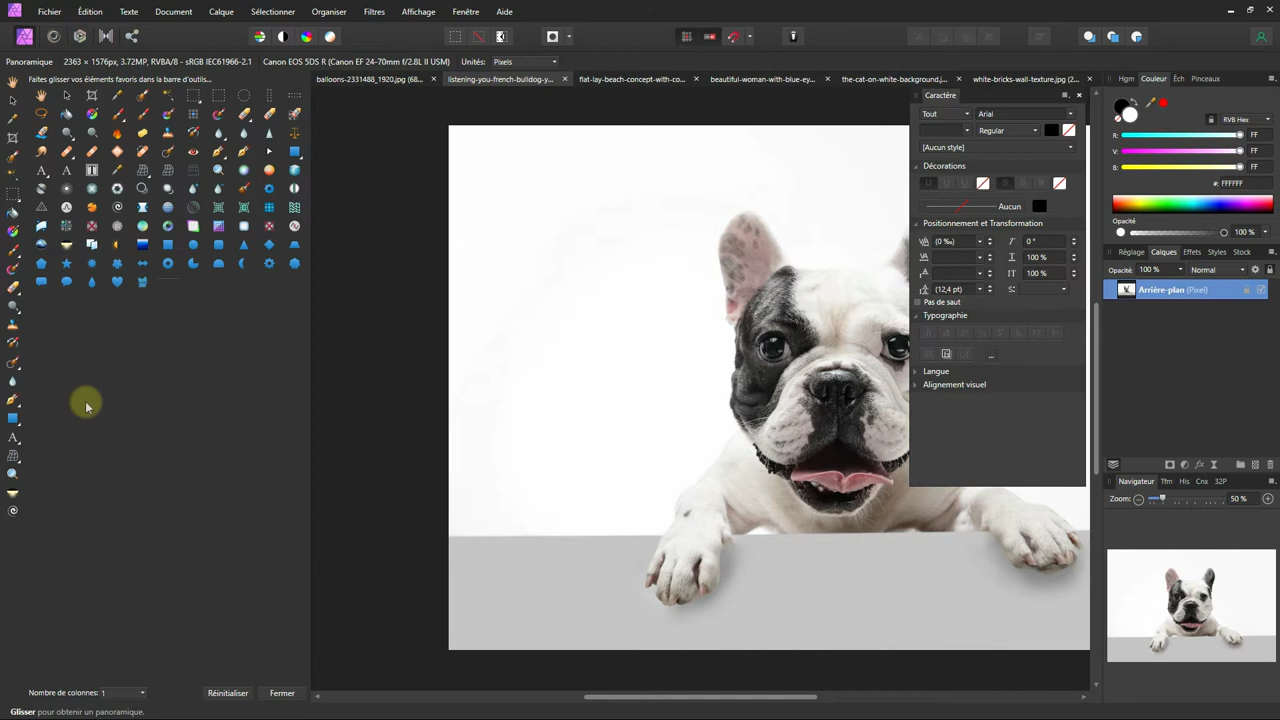 Fichier Édition Texte Document Calque Sélectionner Organiser Filtres Affichage Fenêtre Aide
Panoramique 2363 × 1576px, 3.72MP, RVBA/8 - sRGB IEC61966-2.1 Canon EOS 5DS R (Canon EF 24-70mm f/2.8L II USM) Unités: Pixels
Faites glisser vos éléments favoris dans la barre d'outils...
balloons-2331488_1920.jpg (68... listening-you-french-bulldog-y... flat-lay-beach-concept-with-co... beautiful-woman-with-blue-ey... the-cat-on-white-background.j... white-bricks-wall-texture.jpg (2...
Hgm Couleur Éch Pinceaux
Caractère
Tout Arial
Regular
[Aucun style]
Décorations
U U U S S S
Aucun
Positionnement et Transformation
(0 ‰) 0 °
100 %
100 %
(12,4 pt) S:
Pas de saut
Typographie
...
Langue
Alignement visuel
RVB Hex
R: FF
V: FF
B: FF
#: FFFFFF
Opacité
100 %
Réglage Calques Effets Styles Stock
Opacité: 100 % Normal
Arrière-plan (Pixel)
Navigateur Tfm His Cnx 32P
Zoom: 50 %
Nombre de colonnes: 1 Réinitialiser Fermer
Glisser pour obtenir un panoramique.